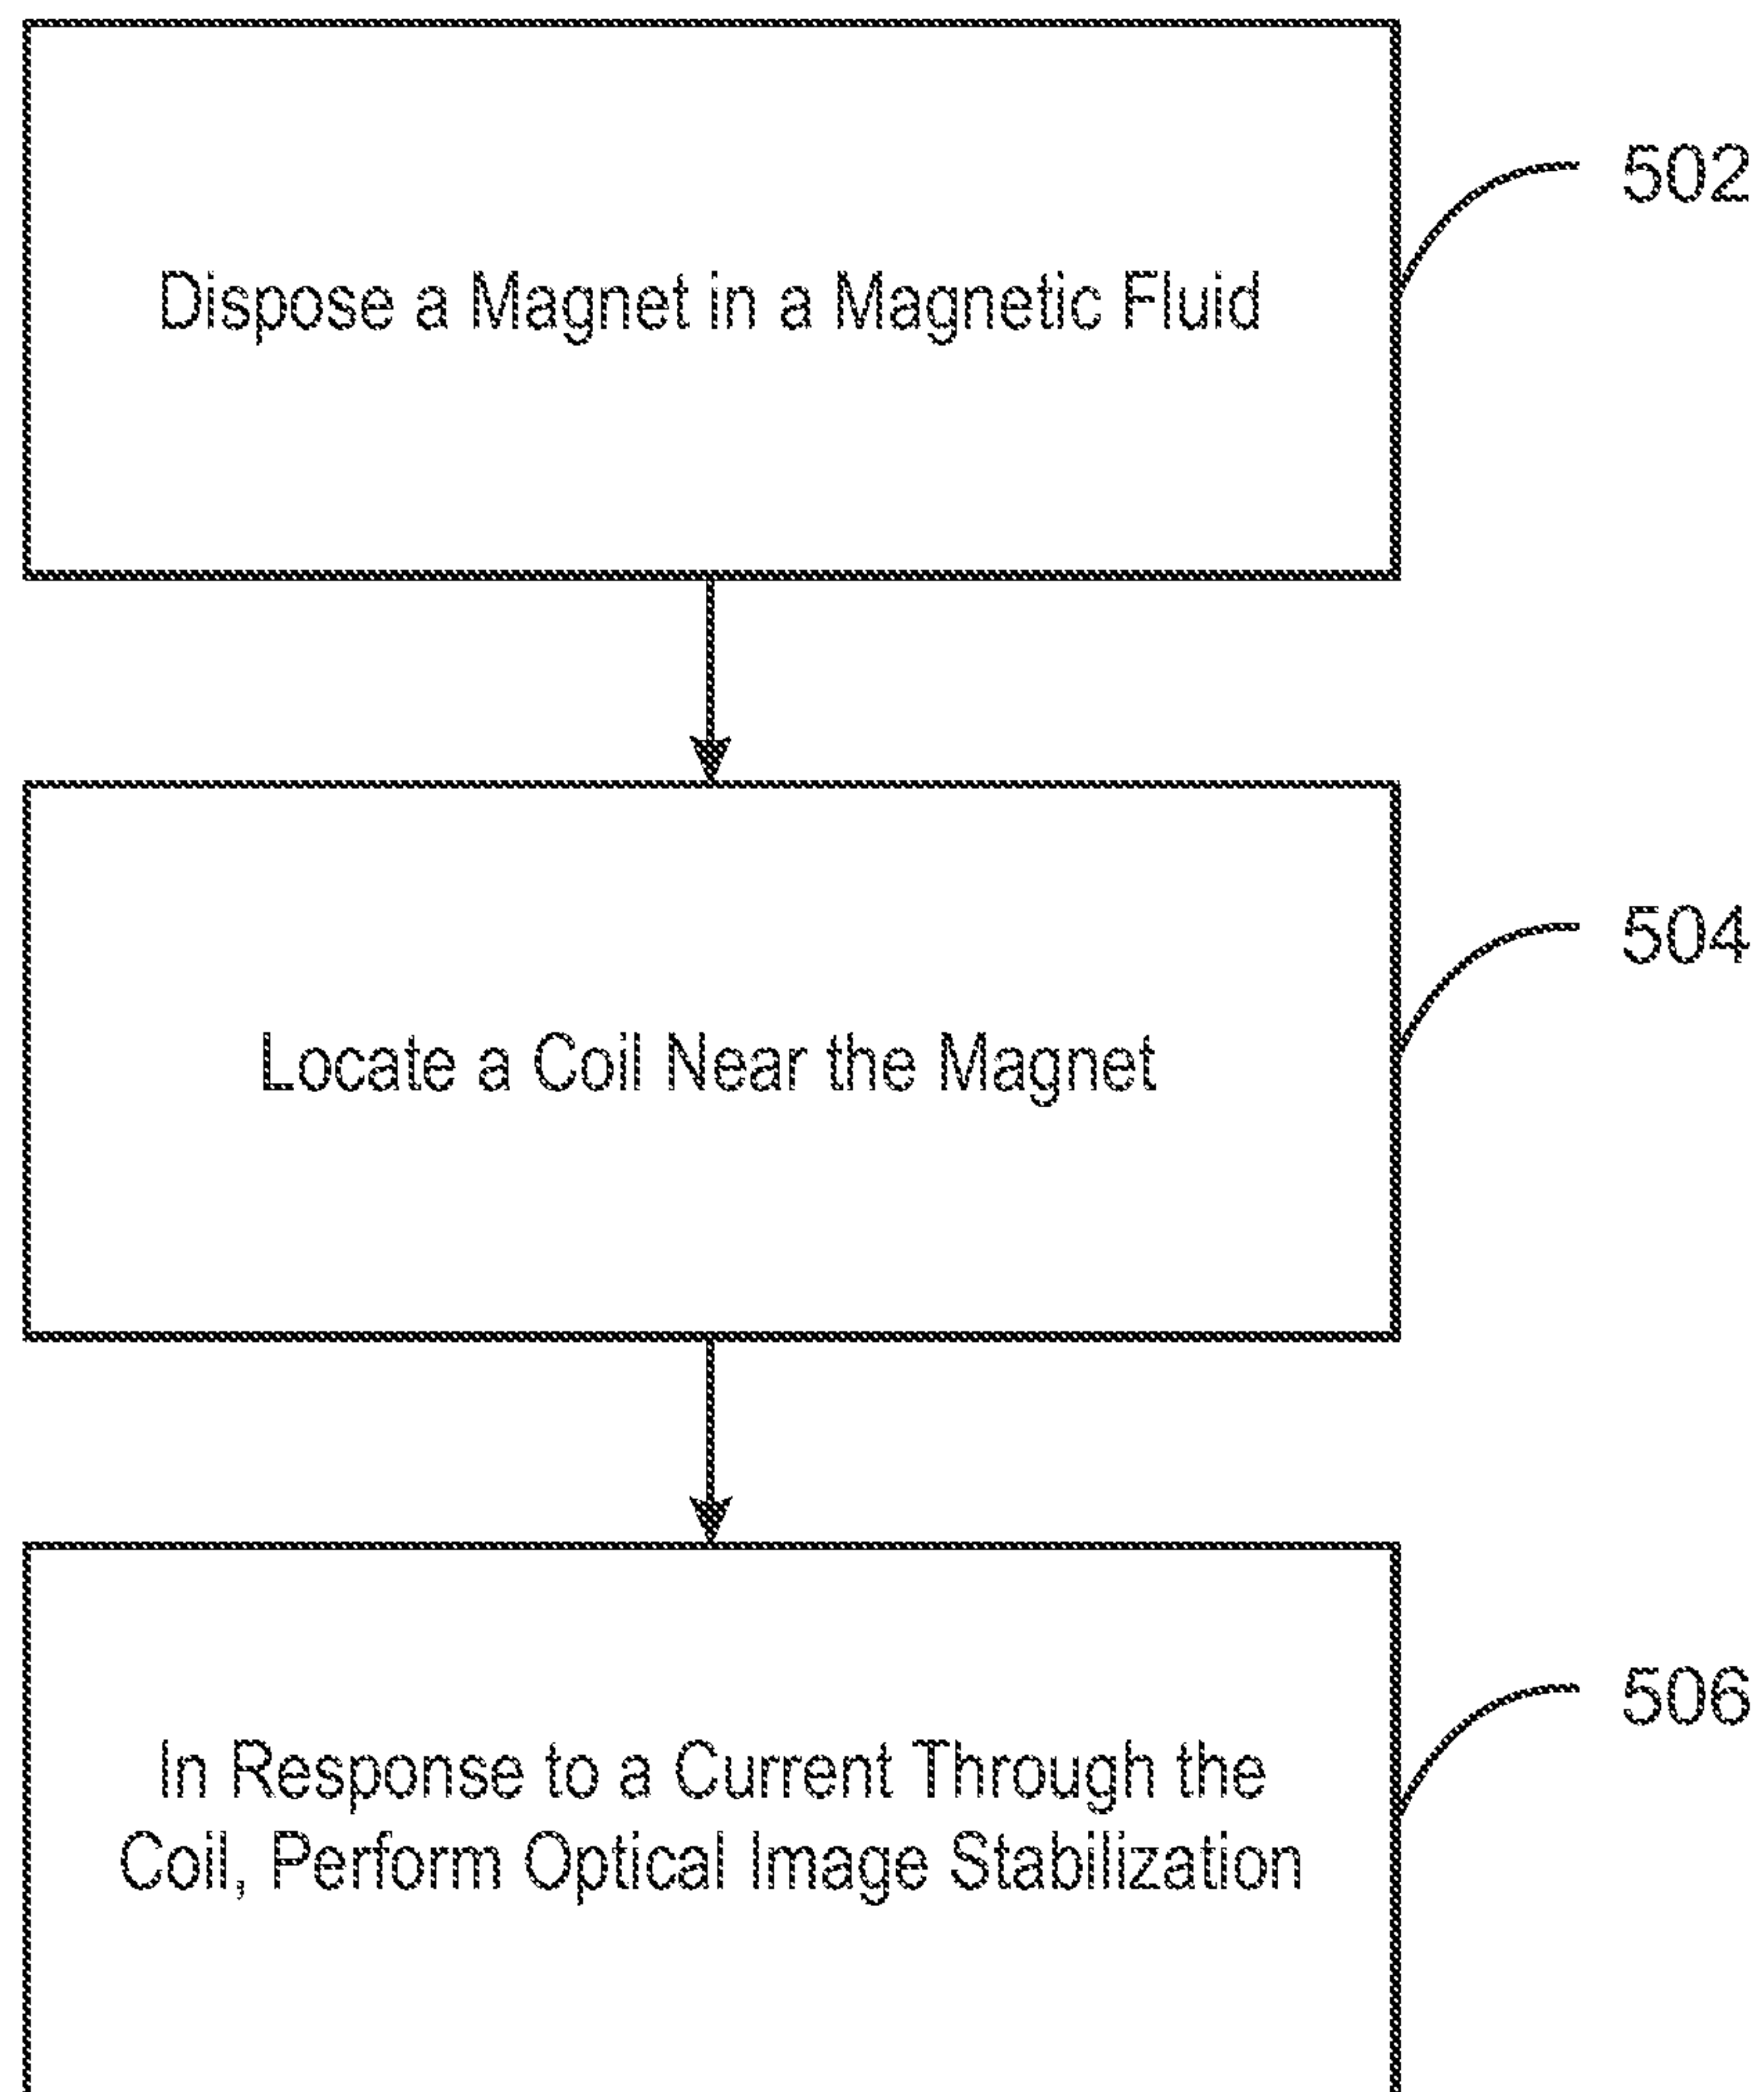 Dispose a Magnet in a Magnetic Fluid
502
Locate a Coil Near the Magnet
504
In Response to a Current Through the
Coil, Perform Optical Image Stabilization
506